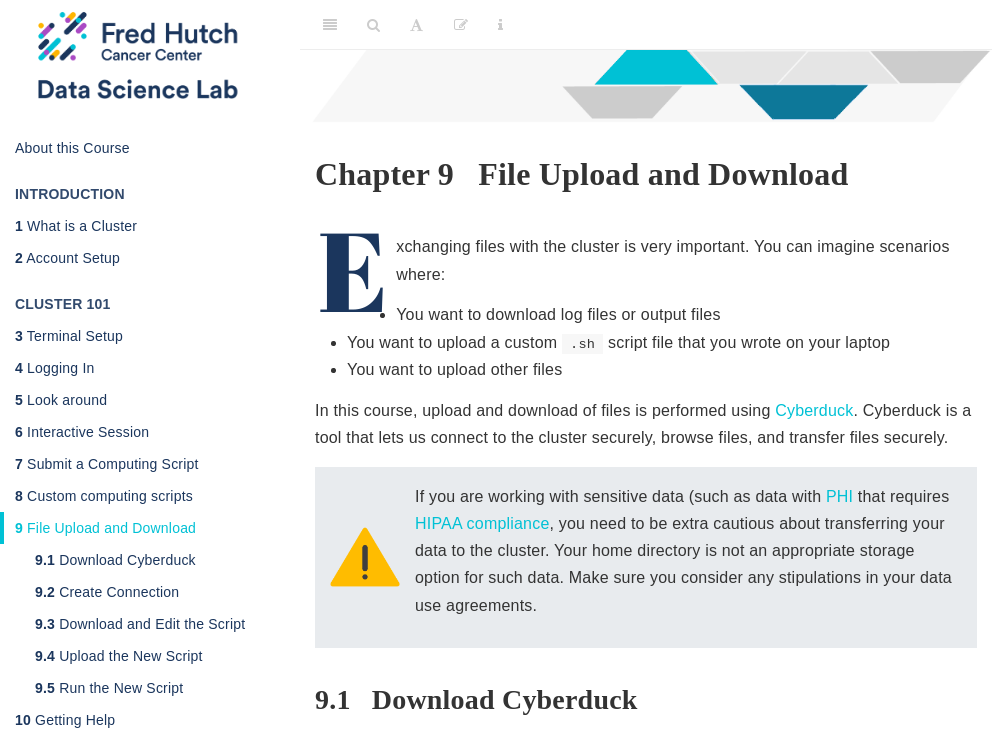 Fred Hutch
Cancer Center
Data Science Lab
About this Course
INTRODUCTION
1 What is a Cluster
2 Account Setup
CLUSTER 101
3 Terminal Setup
4 Logging In
5 Look around
6 Interactive Session
7 Submit a Computing Script
8 Custom computing scripts
9 File Upload and Download
9.1 Download Cyberduck
9.2 Create Connection
9.3 Download and Edit the Script
9.4 Upload the New Script
9.5 Run the New Script
10 Getting Help
Chapter 9 File Upload and Download
Exchanging files with the cluster is very important. You can imagine scenarios
where:
• You want to download log files or output files
• You want to upload a custom .sh script file that you wrote on your laptop
• You want to upload other files
In this course, upload and download of files is performed using Cyberduck. Cyberduck is a
tool that lets us connect to the cluster securely, browse files, and transfer files securely.
If you are working with sensitive data (such as data with PHI that requires
HIPAA compliance, you need to be extra cautious about transferring your
data to the cluster. Your home directory is not an appropriate storage
option for such data. Make sure you consider any stipulations in your data
use agreements.
9.1 Download Cyberduck